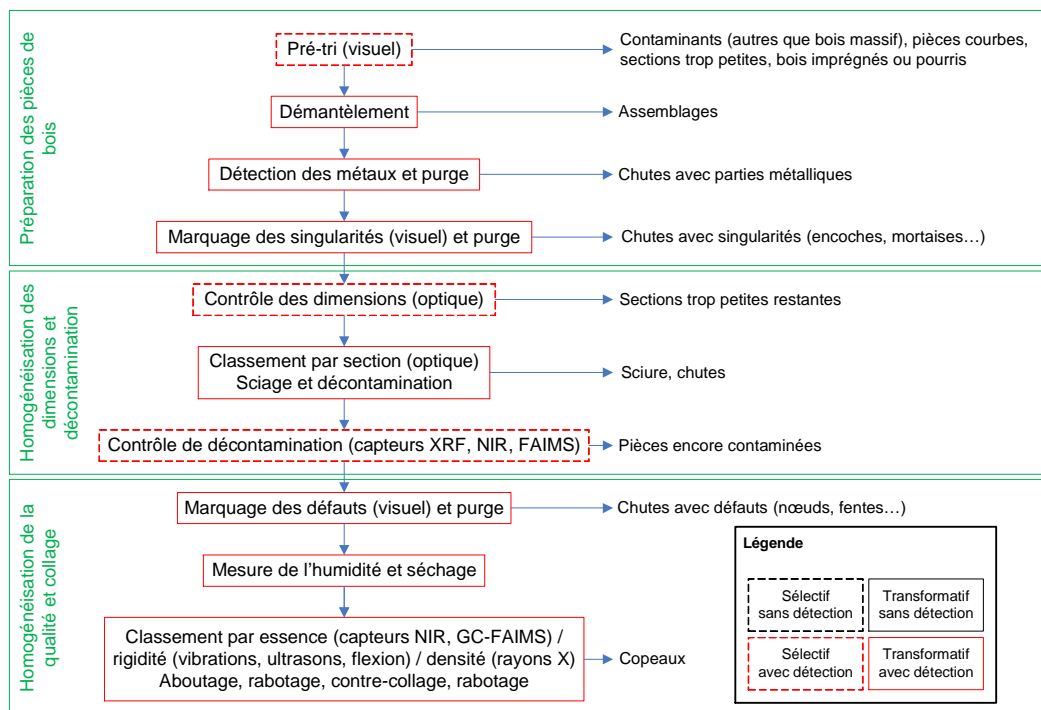 Préparation des pièces de
bois
Pré-tri (visuel)
Contaminants (autres que bois massif), pièces courbes,
sections trop petites, bois imprégnés ou pourris
Démantèlement
Assemblages
Détection des métaux et purge
Chutes avec parties métalliques
Marquage des singularités (visuel) et purge
Chutes avec singularités (encoches, mortaises…)
Homogénéisation des
dimensions et
décontamination
Contrôle des dimensions (optique)
Sections trop petites restantes
Classement par section (optique)
Sciage et décontamination
Sciure, chutes
Contrôle de décontamination (capteurs XRF, NIR, FAIMS)
Pièces encore contaminées
Homogénéisation de la
qualité et collage
Marquage des défauts (visuel) et purge
Chutes avec défauts (nœuds, fentes…)
Mesure de l'humidité et séchage
Classement par essence (capteurs NIR, GC-FAIMS) /
rigidité (vibrations, ultrasons, flexion) / densité (rayons X)
Aboutage, rabotage, contre-collage, rabotage
Copeaux
Légende
Sélectif
sans détection
Transformatif
sans détection
Sélectif
avec détection
Transformatif
avec détection